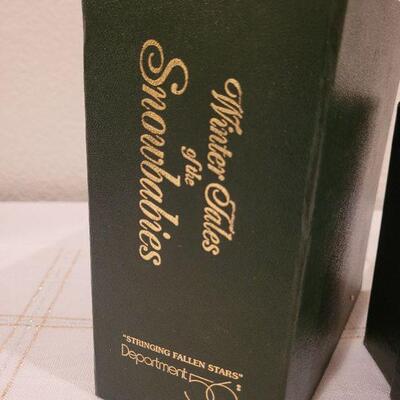 Winter Tales
of the
Snowbabies
"STRINGING FALLEN STARS"
Department 56